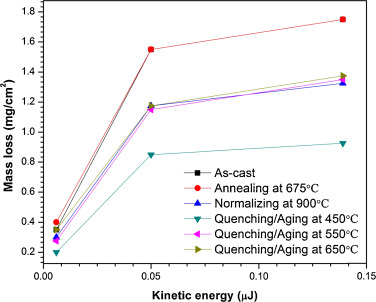 Mass loss (mg/cm²)
1.8
1.6
1.4
1.2
1.0
0.8
0.6
0.4
0.2
As-cast
Annealing at 675°C
Normalizing at 900°C
Quenching/Aging at 450°C
Quenching/Aging at 550°C
Quenching/Aging at 650°C
0.00 0.05 0.10 0.15
Kinetic energy (μJ)